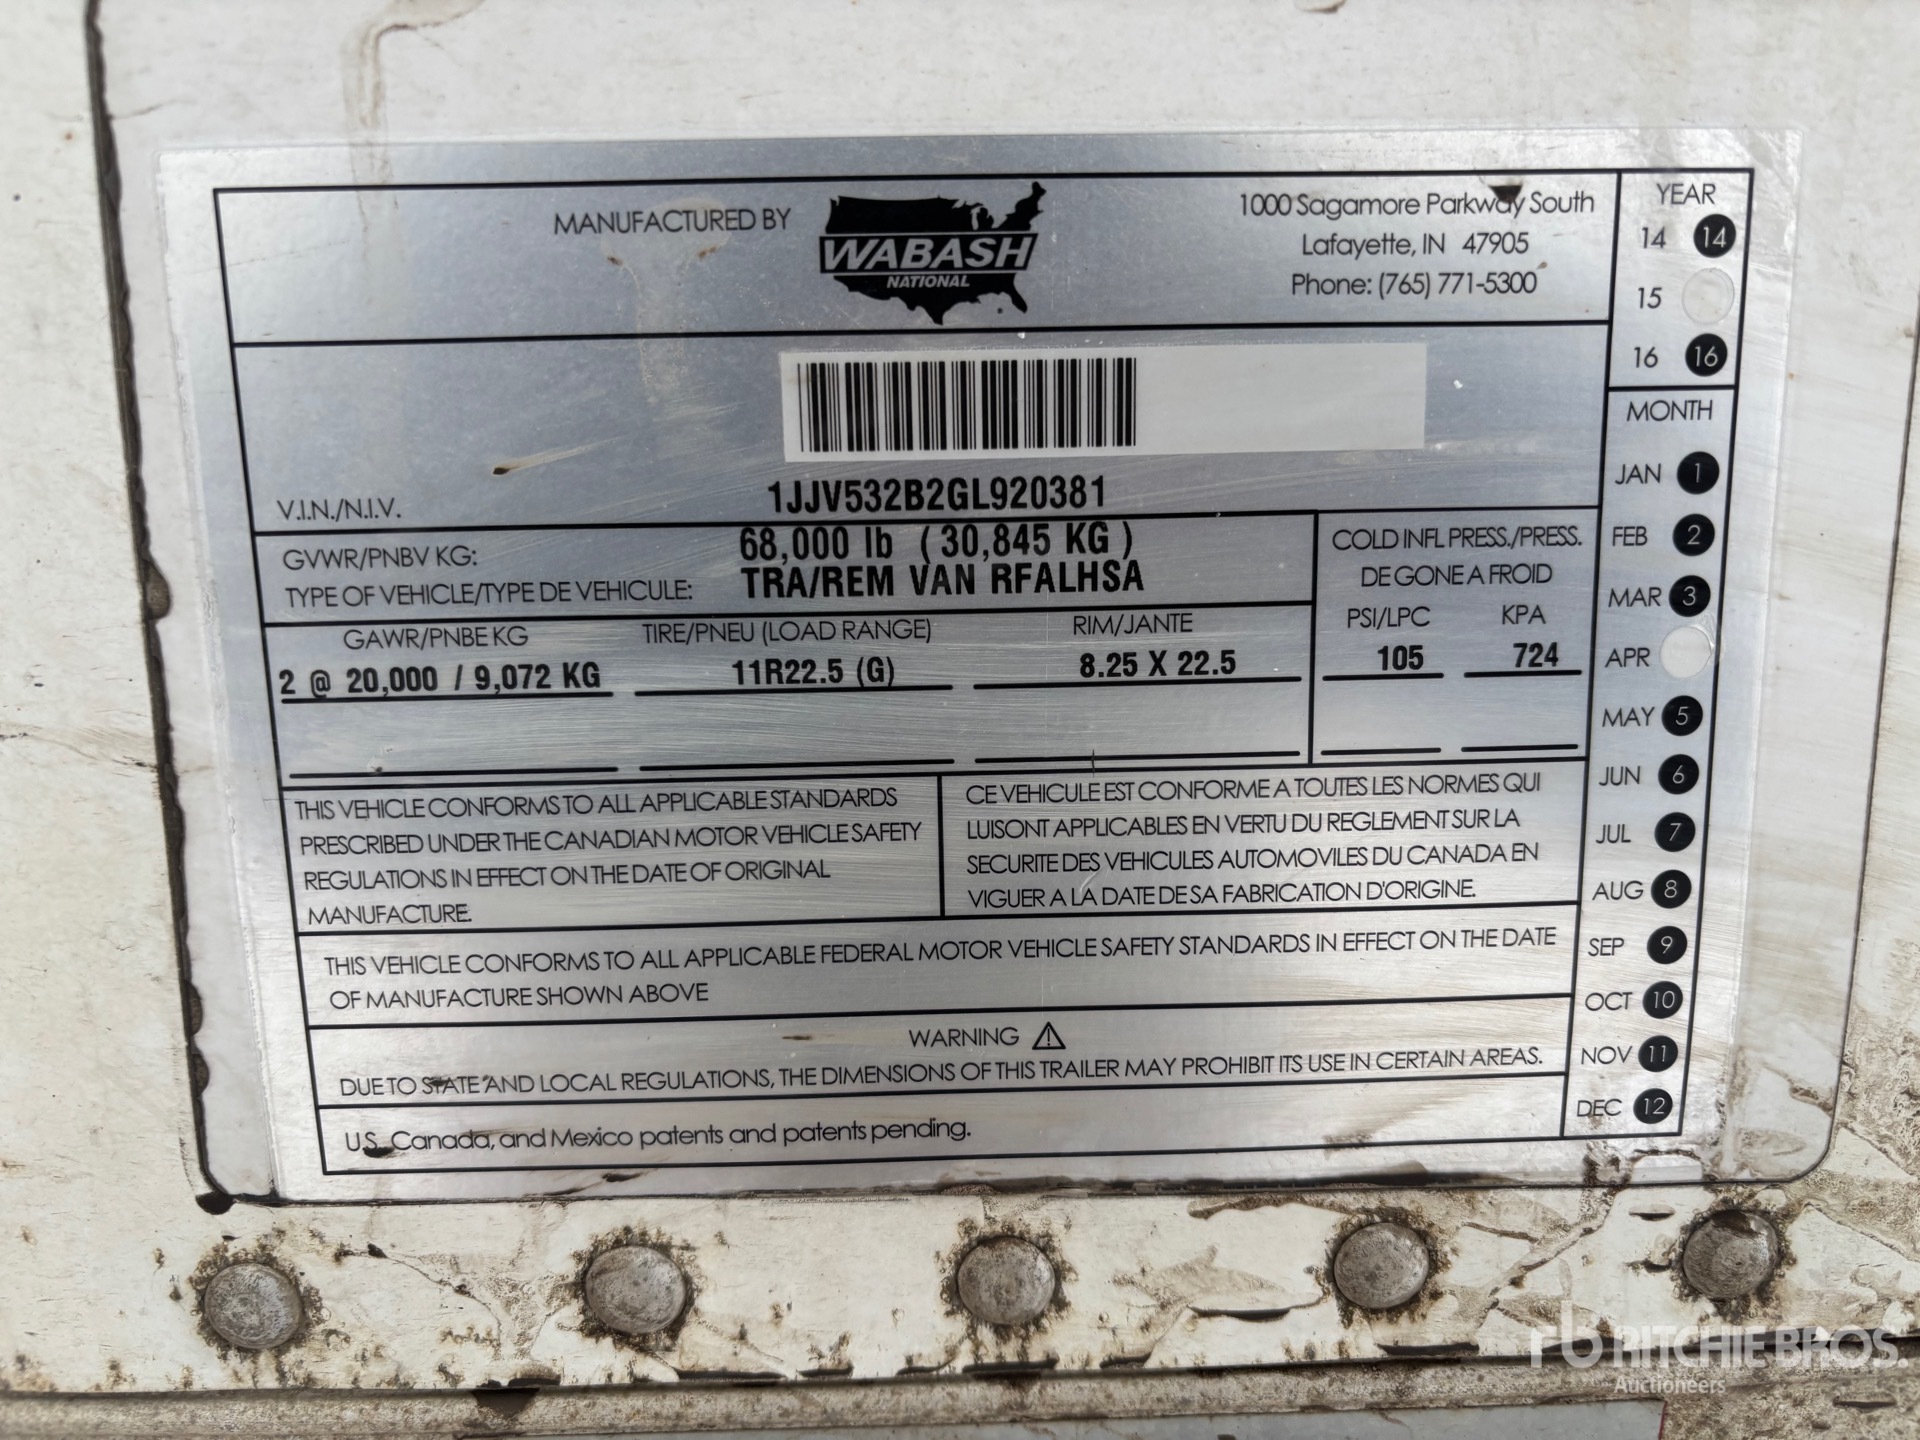 MANUFACTURED BY
WABASH
NATIONAL
1000 Sagamore Parkway South
Lafayette, IN 47905
Phone: (765) 771-5300
YEAR
14 14
15
16 16
MONTH
JAN 1
FEB 2
MAR 3
APR
MAY 5
JUN 6
JUL 7
AUG 8
SEP 9
OCT 10
NOV 11
DEC 12
V.I.N./N.I.V. 1JJV532B2GL920381
GVWR/PNBV KG: 68,000 lb ( 30,845 KG )
TYPE OF VEHICLE/TYPE DE VEHICULE: TRA/REM VAN RFALHSA
COLD INFL PRESS./PRESS.
DE GONE A FROID
GAWR/PNBE KG TIRE/PNEU (LOAD RANGE) RIM/JANTE PSI/LPC KPA
2 @ 20,000 / 9,072 KG 11R22.5 (G) 8.25 X 22.5 105 724
THIS VEHICLE CONFORMS TO ALL APPLICABLE STANDARDS
PRESCRIBED UNDER THE CANADIAN MOTOR VEHICLE SAFETY
REGULATIONS IN EFFECT ON THE DATE OF ORIGINAL
MANUFACTURE.
CE VEHICULE EST CONFORME A TOUTES LES NORMES QUI
LUISONT APPLICABLES EN VERTU DU REGLEMENT SUR LA
SECURITE DES VEHICULES AUTOMOVILES DU CANADA EN
VIGUER A LA DATE DE SA FABRICATION D'ORIGINE.
THIS VEHICLE CONFORMS TO ALL APPLICABLE FEDERAL MOTOR VEHICLE SAFETY STANDARDS IN EFFECT ON THE DATE
OF MANUFACTURE SHOWN ABOVE
WARNING
DUE TO STATE AND LOCAL REGULATIONS, THE DIMENSIONS OF THIS TRAILER MAY PROHIBIT ITS USE IN CERTAIN AREAS.
U.S. Canada, and Mexico patents and patents pending.
rb RITCHIE BROS.
Auctioneers